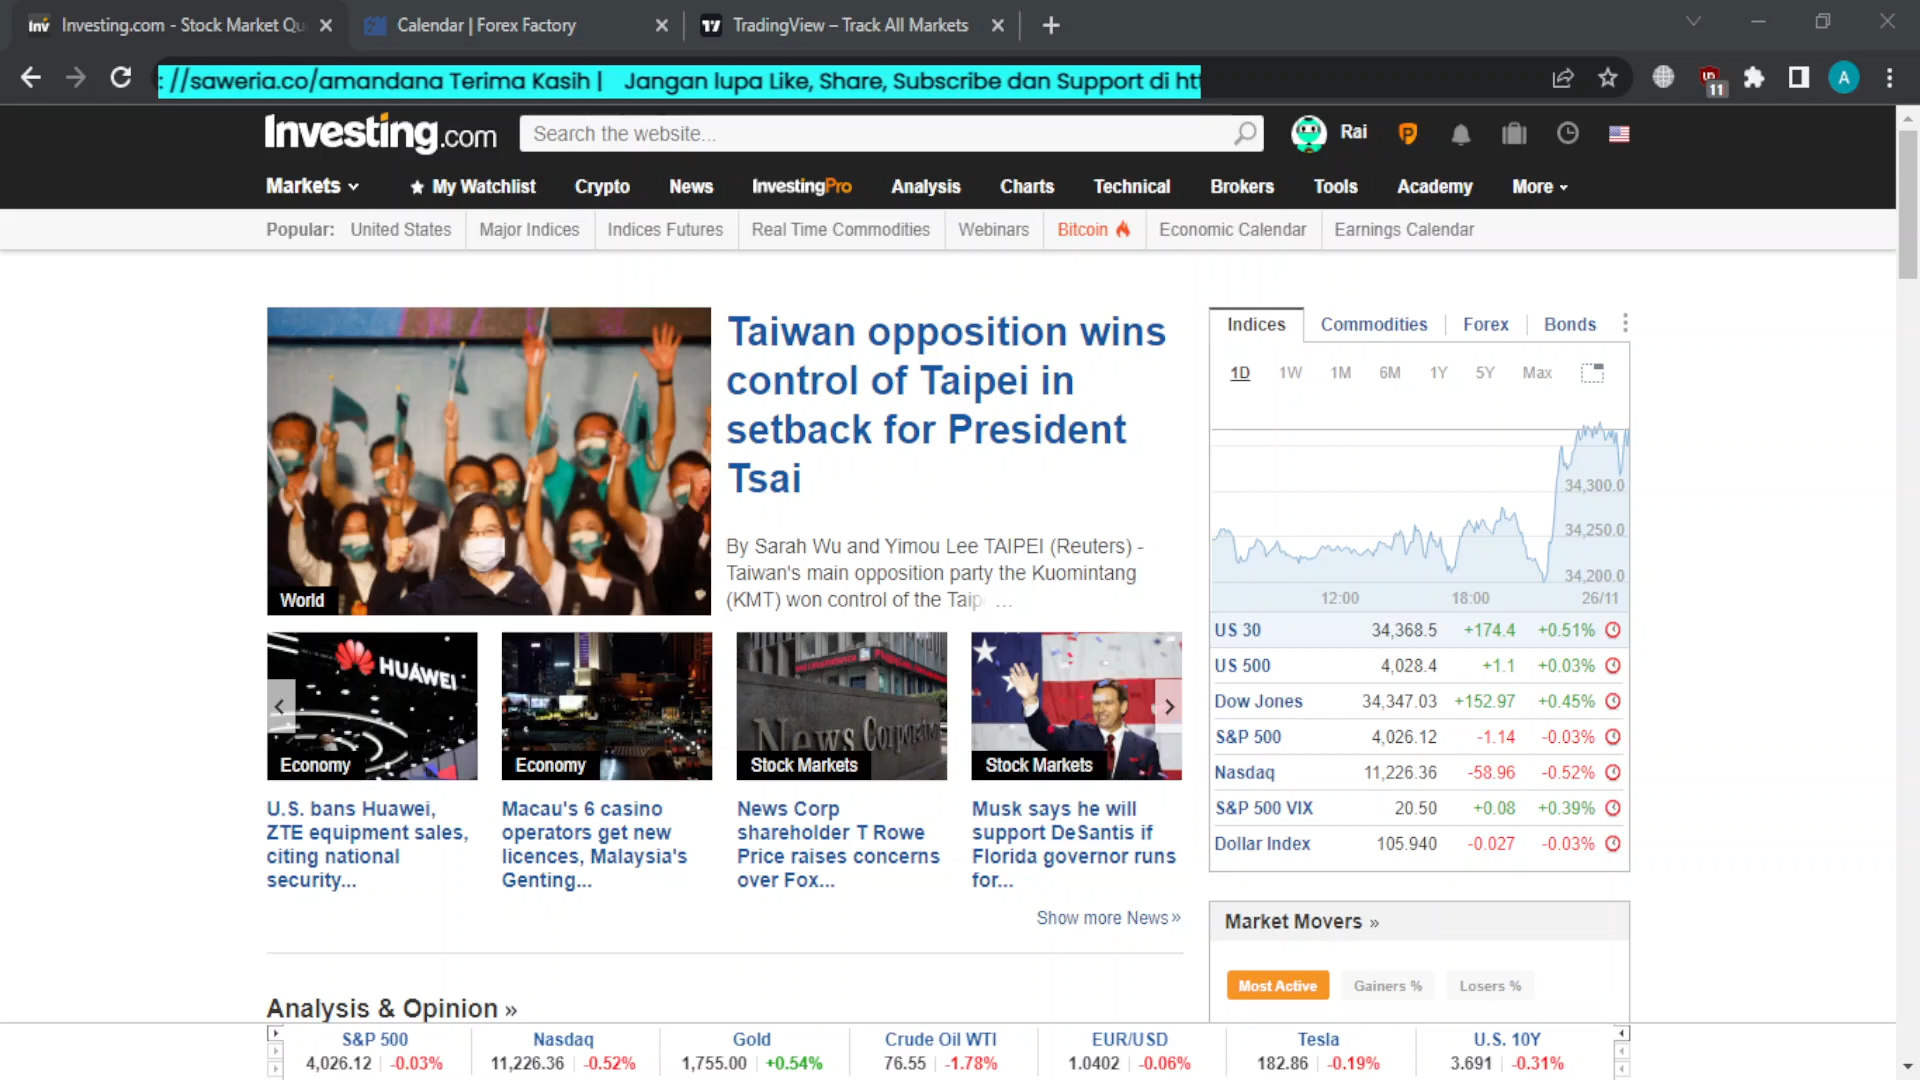 Investing.com - Stock Market Qu
Calendar | Forex Factory
TradingView – Track All Markets
: //saweria.co/amandana Terima Kasih |    Jangan lupa Like, Share, Subscribe dan Support di htt
11
A
Investing.com
Search the website...
Rai
Markets
My Watchlist
Crypto
News
InvestingPro
Analysis
Charts
Technical
Brokers
Tools
Academy
More
Popular:
United States
Major Indices
Indices Futures
Real Time Commodities
Webinars
Bitcoin
Economic Calendar
Earnings Calendar
World
Taiwan opposition wins
control of Taipei in
setback for President
Tsai
By Sarah Wu and Yimou Lee TAIPEI (Reuters) -
Taiwan's main opposition party the Kuomintang
(KMT) won control of the Taip ...
HUAWEI
Economy
U.S. bans Huawei,
ZTE equipment sales,
citing national
security...
Economy
Macau's 6 casino
operators get new
licences, Malaysia's
Genting...
News Corporation
Stock Markets
News Corp
shareholder T Rowe
Price raises concerns
over Fox...
Stock Markets
Musk says he will
support DeSantis if
Florida governor runs
for...
Show more News »
Analysis & Opinion »
Indices
Commodities
Forex
Bonds
1D 1W 1M 6M 1Y 5Y Max
34,300.0
34,250.0
34,200.0
12:00 18:00 26/11
US 30 34,368.5 +174.4 +0.51%
US 500 4,028.4 +1.1 +0.03%
Dow Jones 34,347.03 +152.97 +0.45%
S&P 500 4,026.12 -1.14 -0.03%
Nasdaq 11,226.36 -58.96 -0.52%
S&P 500 VIX 20.50 +0.08 +0.39%
Dollar Index 105.940 -0.027 -0.03%
Market Movers »
Most Active
Gainers %
Losers %
S&P 500
4,026.12 -0.03%
Nasdaq
11,226.36 -0.52%
Gold
1,755.00 +0.54%
Crude Oil WTI
76.55 -1.78%
EUR/USD
1.0402 -0.06%
Tesla
182.86 -0.19%
U.S. 10Y
3.691 -0.31%